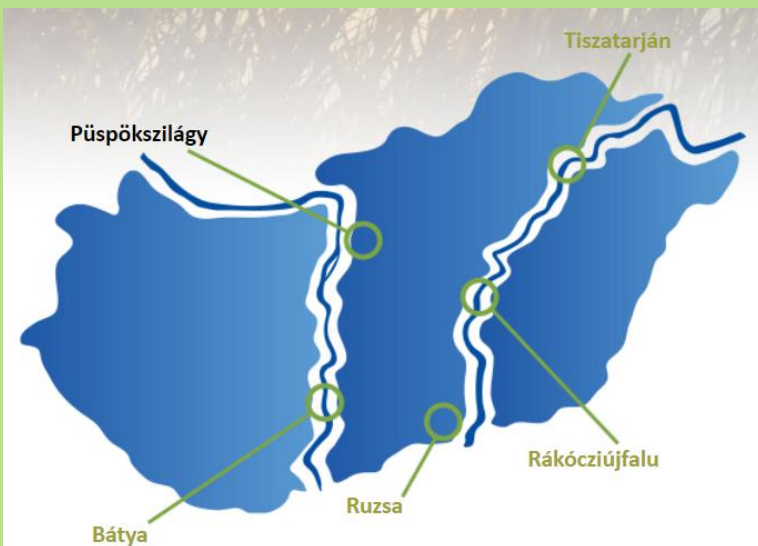 Tiszatarján
Püspökszilágy
Rákócziújfalu
Ruzsa
Bátya